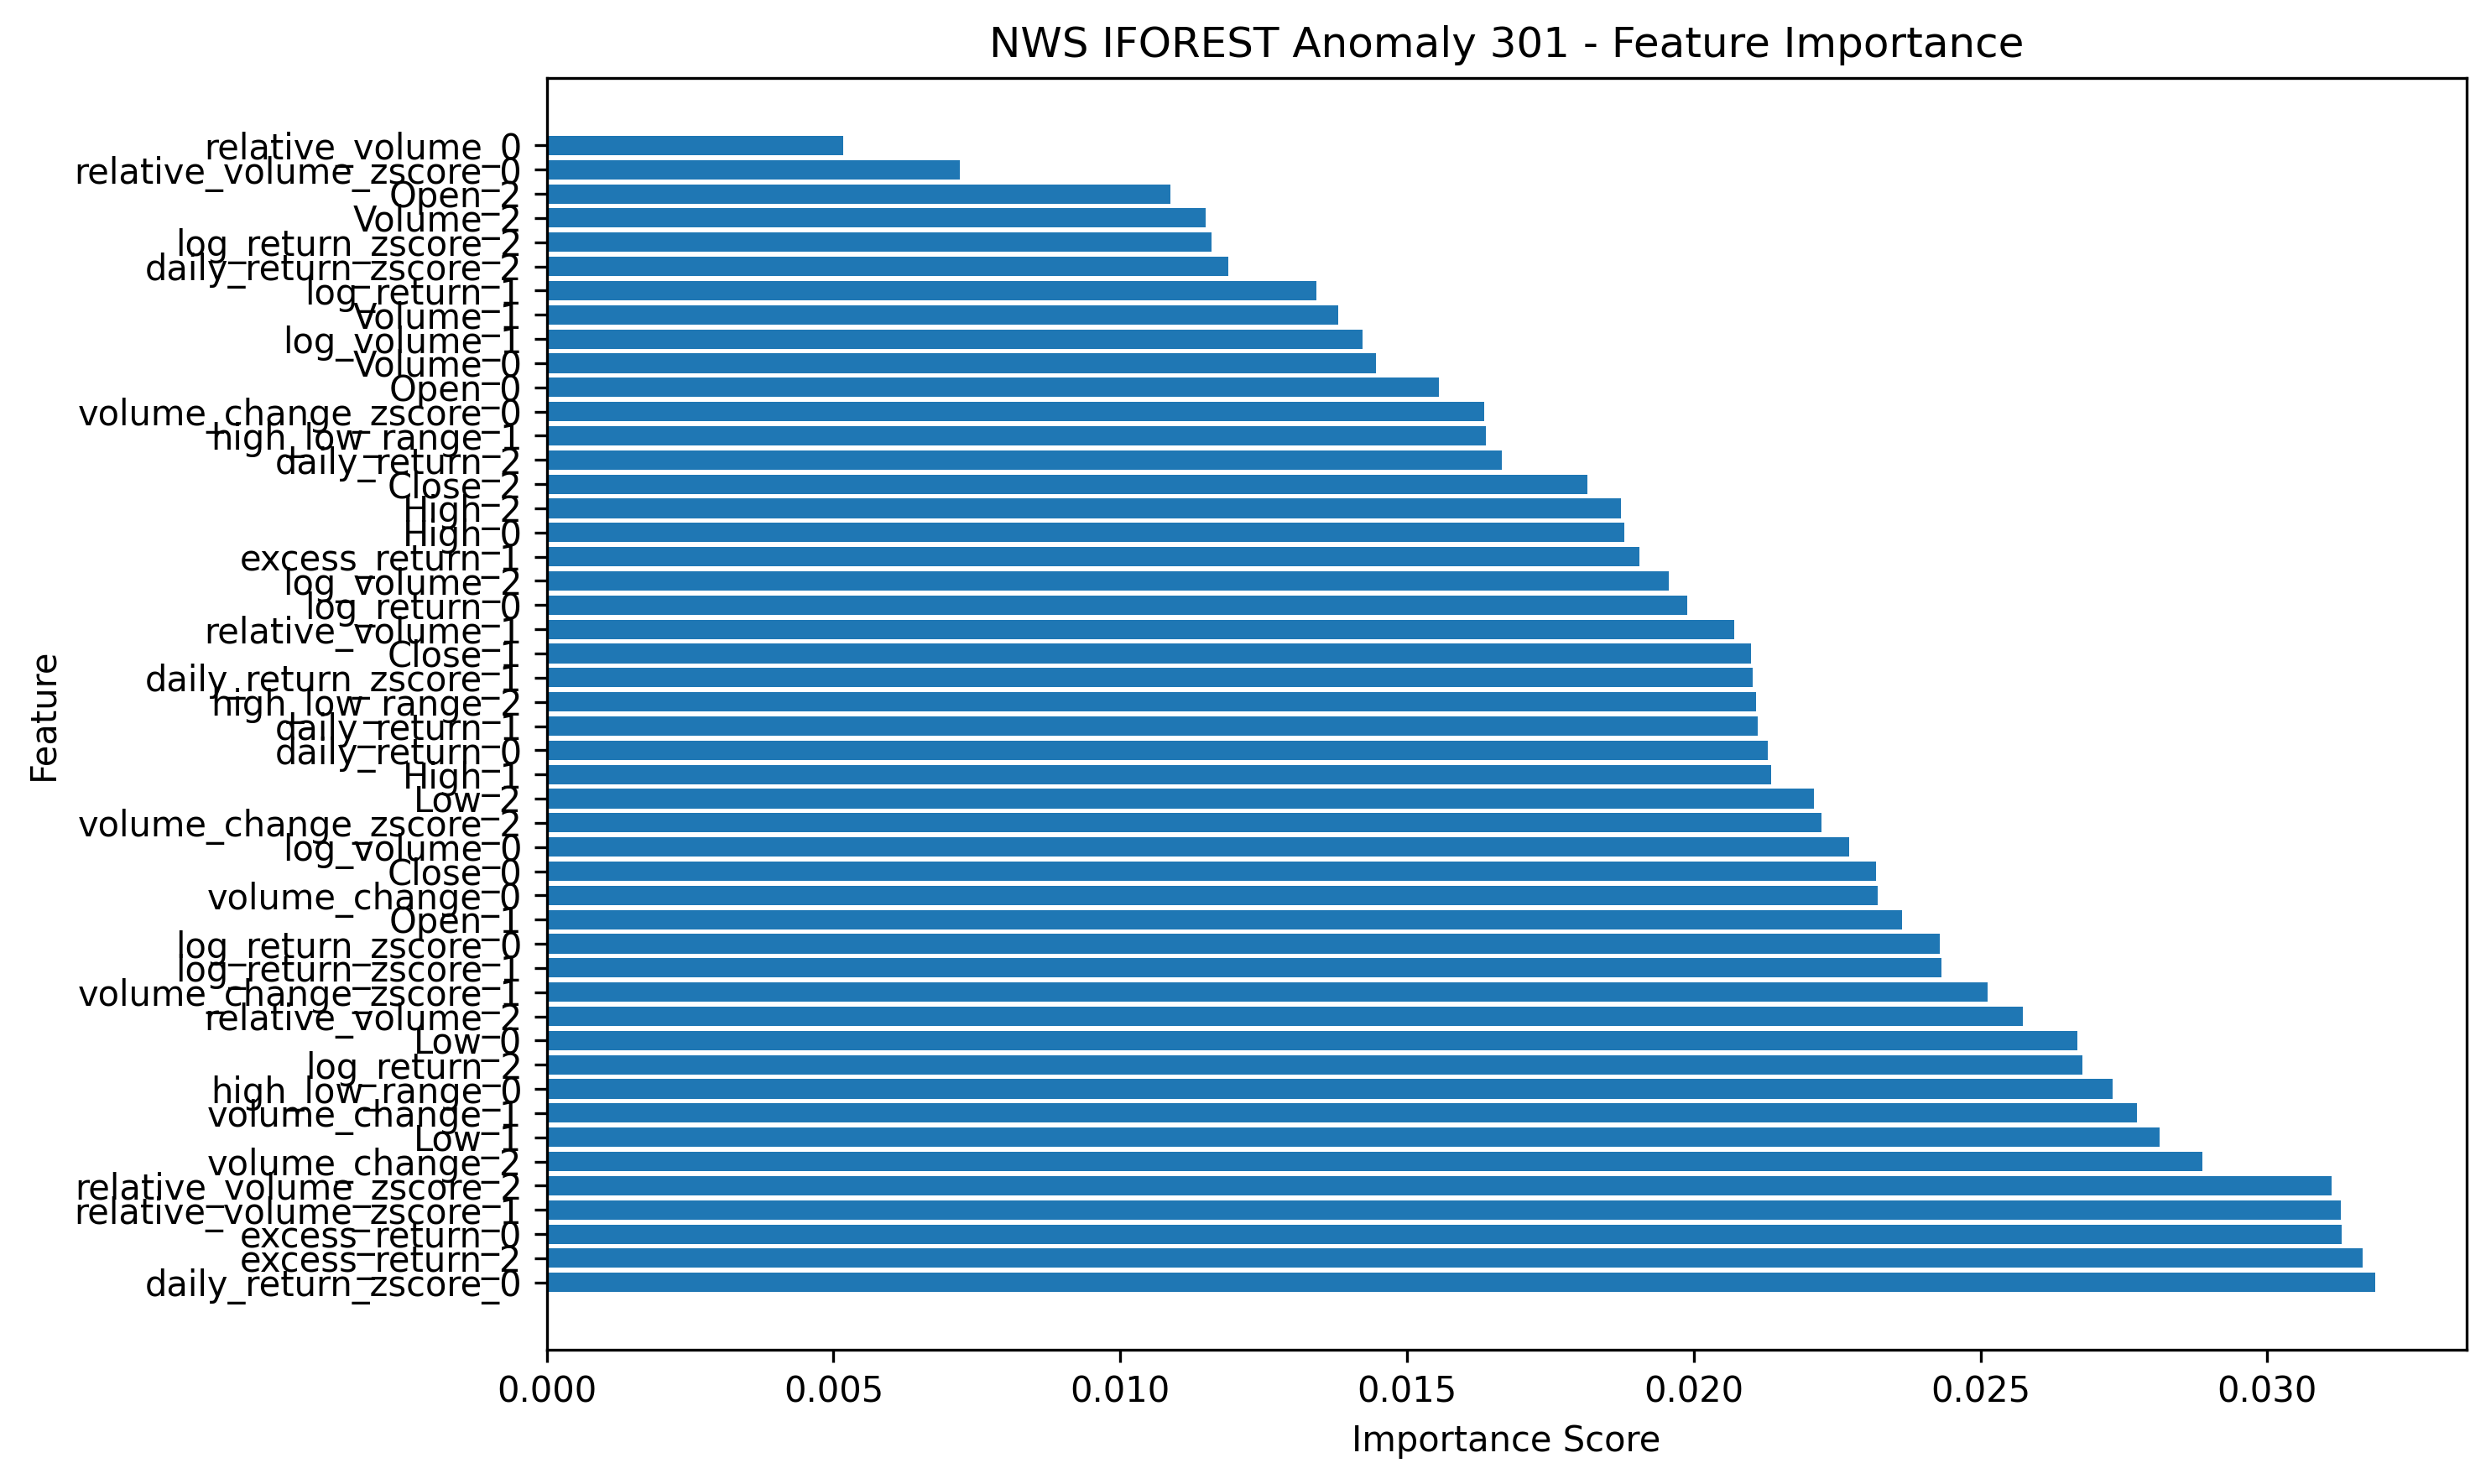 NWS IFOREST Anomaly 301 - Feature Importance
relative_volume_0
relative_volume_zscore_0
Open_2
Volume_2
log_return_zscore_2
daily_return_zscore_2
log_return_1
Volume_1
log_volume_1
Volume_0
Open_0
volume_change_zscore_0
high_low_range_1
daily_return_2
Close_2
High_2
High_0
excess_return_1
log_volume_2
log_return_0
relative_volume_1
Close_1
daily_return_zscore_1
high_low_range_2
daily_return_1
daily_return_0
High_1
Low_2
volume_change_zscore_2
log_volume_0
Close_0
volume_change_0
Open_1
log_return_zscore_0
log_return_zscore_1
volume_change_zscore_1
relative_volume_2
Low_0
log_return_2
high_low_range_0
volume_change_1
Low_1
volume_change_2
relative_volume_zscore_2
relative_volume_zscore_1
excess_return_0
excess_return_2
daily_return_zscore_0
Feature
0.000 0.005 0.010 0.015 0.020 0.025 0.030
Importance Score